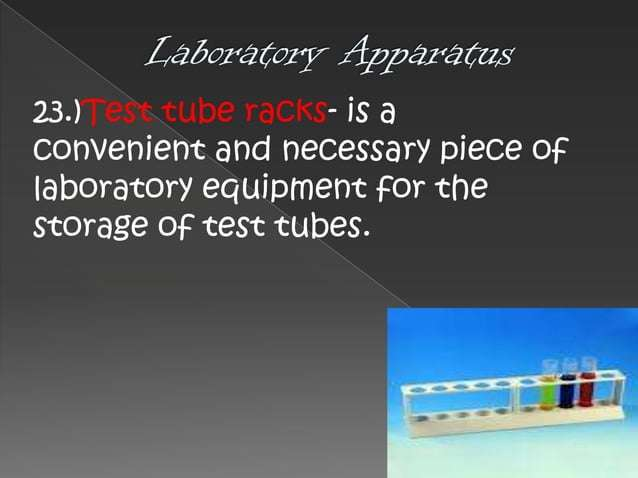 Laboratory Apparatus
23.)Test tube racks- is a
convenient and necessary piece of
laboratory equipment for the
storage of test tubes.